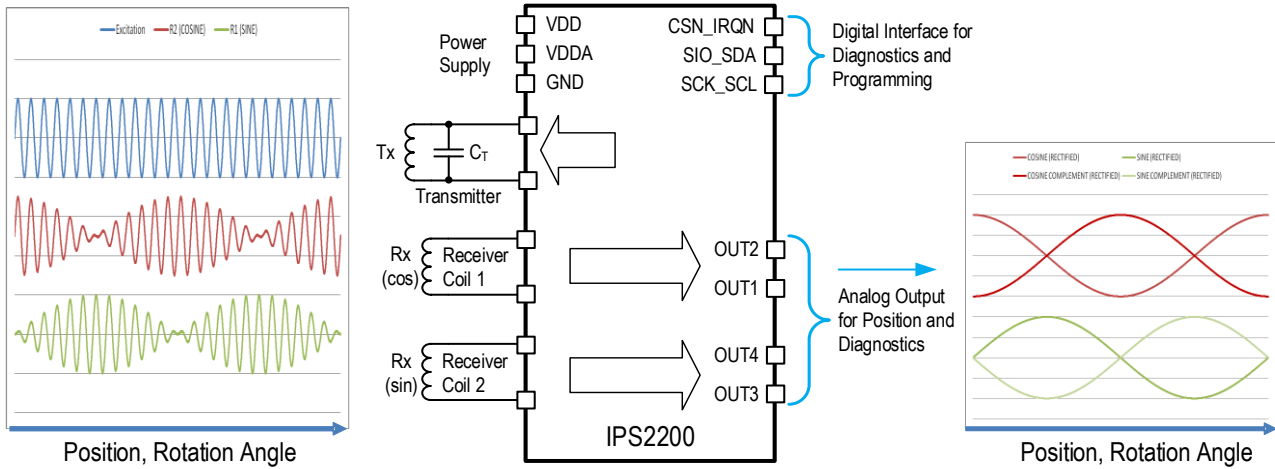 Excitation R2 (COSINE) R1 (SINE)
Position, Rotation Angle
Power
Supply
VDD
VDDA
GND
CSN_IRQN
SIO_SDA
SCK_SCL
Digital Interface for
Diagnostics and
Programming
Tx
CT
Transmitter
Rx
(cos)
Receiver
Coil 1
Rx
(sin)
Receiver
Coil 2
OUT2
OUT1
OUT4
OUT3
IPS2200
Analog Output
for Position and
Diagnostics
COSINE (RECTIFIED) SINE (RECTIFIED)
COSINE COMPLEMENT (RECTIFIED) SINE COMPLEMENT (RECTIFIED)
Position, Rotation Angle